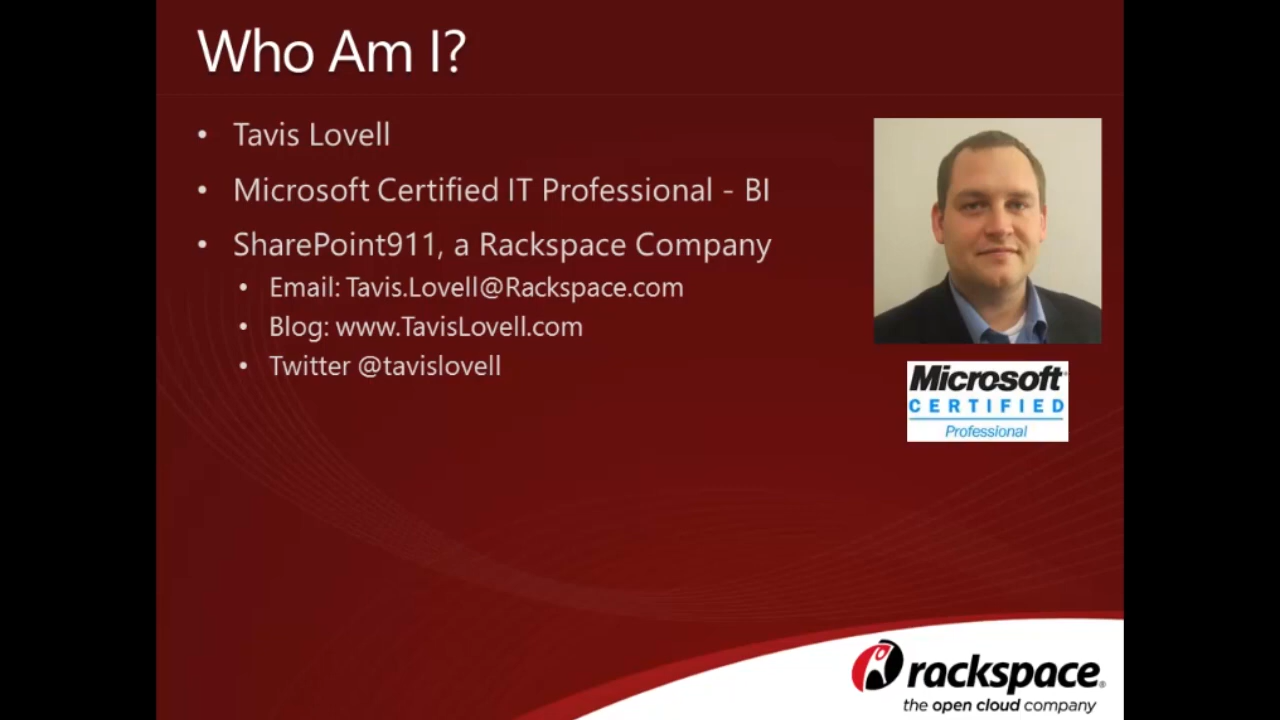 Who Am I?
• Tavis Lovell
• Microsoft Certified IT Professional - BI
• SharePoint911, a Rackspace Company
• Email: Tavis.Lovell@Rackspace.com
• Blog: www.TavisLovell.com
• Twitter @tavislovell
Microsoft®
CERTIFIED
Professional
rackspace®
the open cloud company